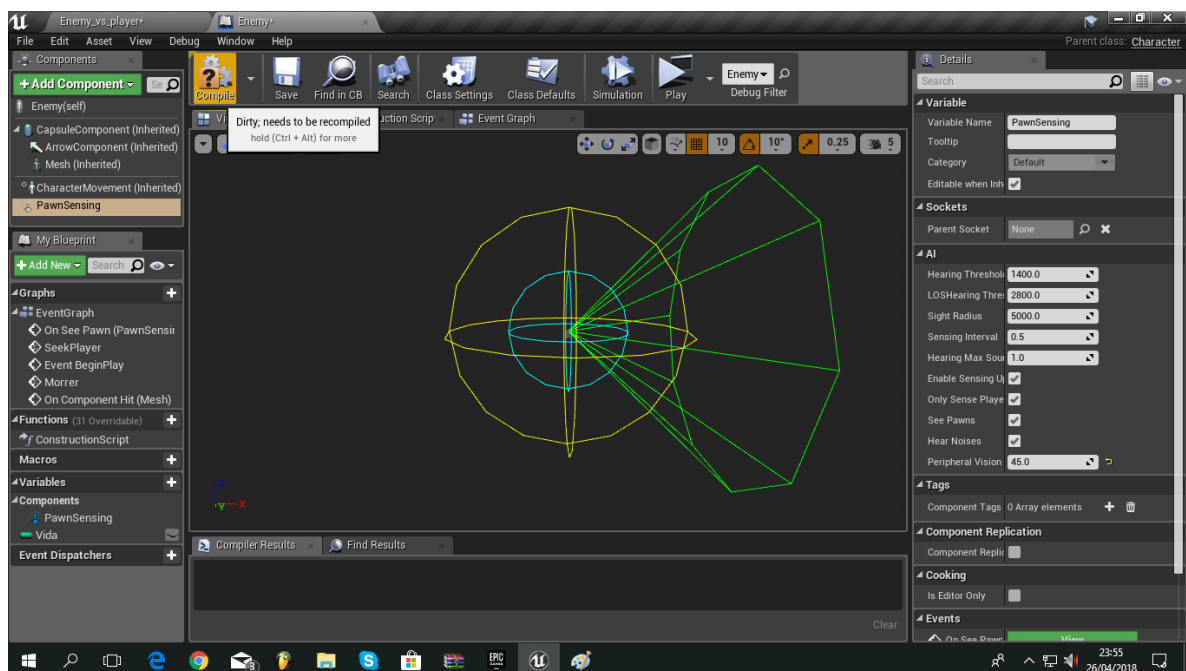 Enemy_vs_player*
Enemy*
File Edit Asset View Debug Window Help
Parent class: Character
Components
+Add Component
Se
Enemy(self)
CapsuleComponent (Inherited)
ArrowComponent (Inherited)
Mesh (Inherited)
CharacterMovement (Inherited)
PawnSensing
My Blueprint
+Add New
Search
Graphs
EventGraph
On See Pawn (PawnSensir
SeekPlayer
Event BeginPlay
Morrer
On Component Hit (Mesh)
Functions (31 Overridable)
ConstructionScript
Macros
Variables
Components
PawnSensing
Vida
Event Dispatchers
Compile
Save
Find in CB
Search
Class Settings
Class Defaults
Simulation
Play
Enemy
Debug Filter
Vi
uction Scrip
Event Graph
Dirty; needs to be recompiled
hold (Ctrl + Alt) for more
10
10°
0.25
5
Z
Y
X
Compiler Results
Find Results
Clear
Details
Search
Variable
Variable Name PawnSensing
Tooltip
Category Default
Editable when Inh
Sockets
Parent Socket None
AI
Hearing Threshol 1400.0
LOSHearing Thre: 2800.0
Sight Radius 5000.0
Sensing Interval 0.5
Hearing Max Sou 1.0
Enable Sensing U
Only Sense Playe
See Pawns
Hear Noises
Peripheral Vision 45.0
Tags
Component Tags 0 Array elements
Component Replication
Component Replic
Cooking
Is Editor Only
Events
On See Pawn View
EPIC
GAMES
23:55
26/04/2018